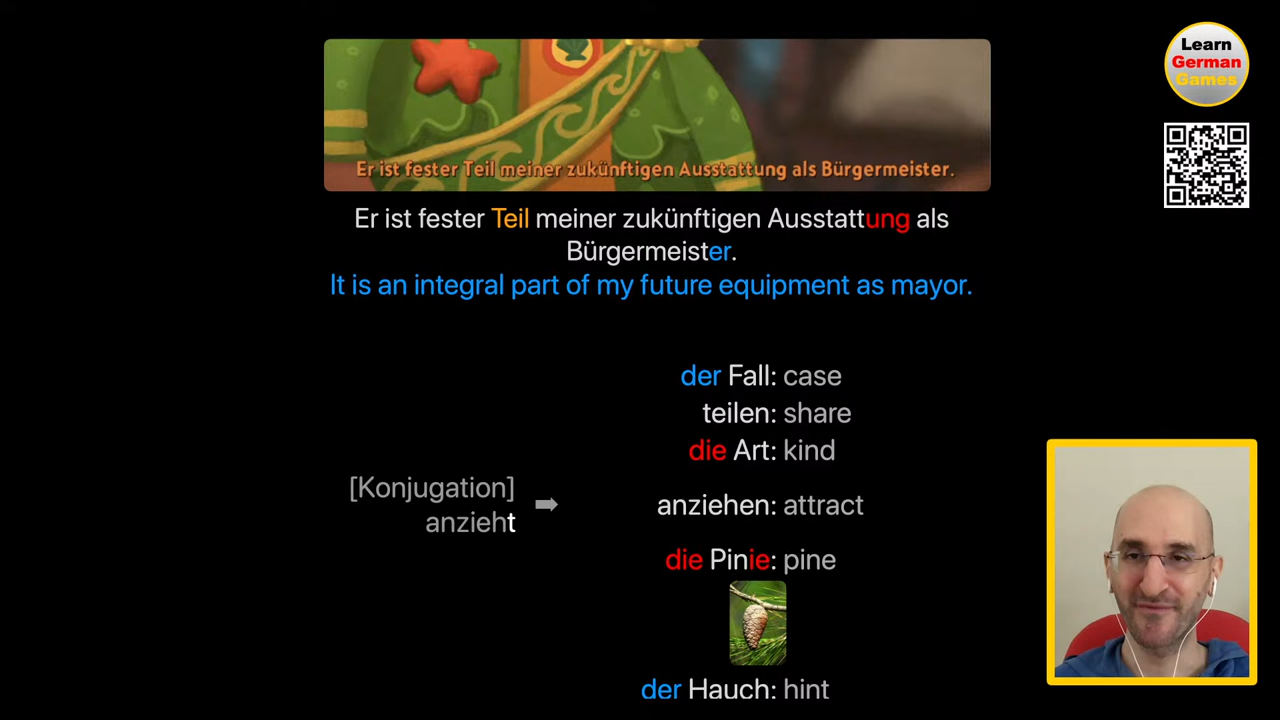 Learn
German
Games
Er ist fester Teil meiner zukünftigen Ausstattung als Bürgermeister.
Er ist fester Teil meiner zukünftigen Ausstattung als
Bürgermeister.
It is an integral part of my future equipment as mayor.
der Fall: case
teilen: share
die Art: kind
[Konjugation]
anzieht
➡
anziehen: attract
die Pinie: pine
der Hauch: hint